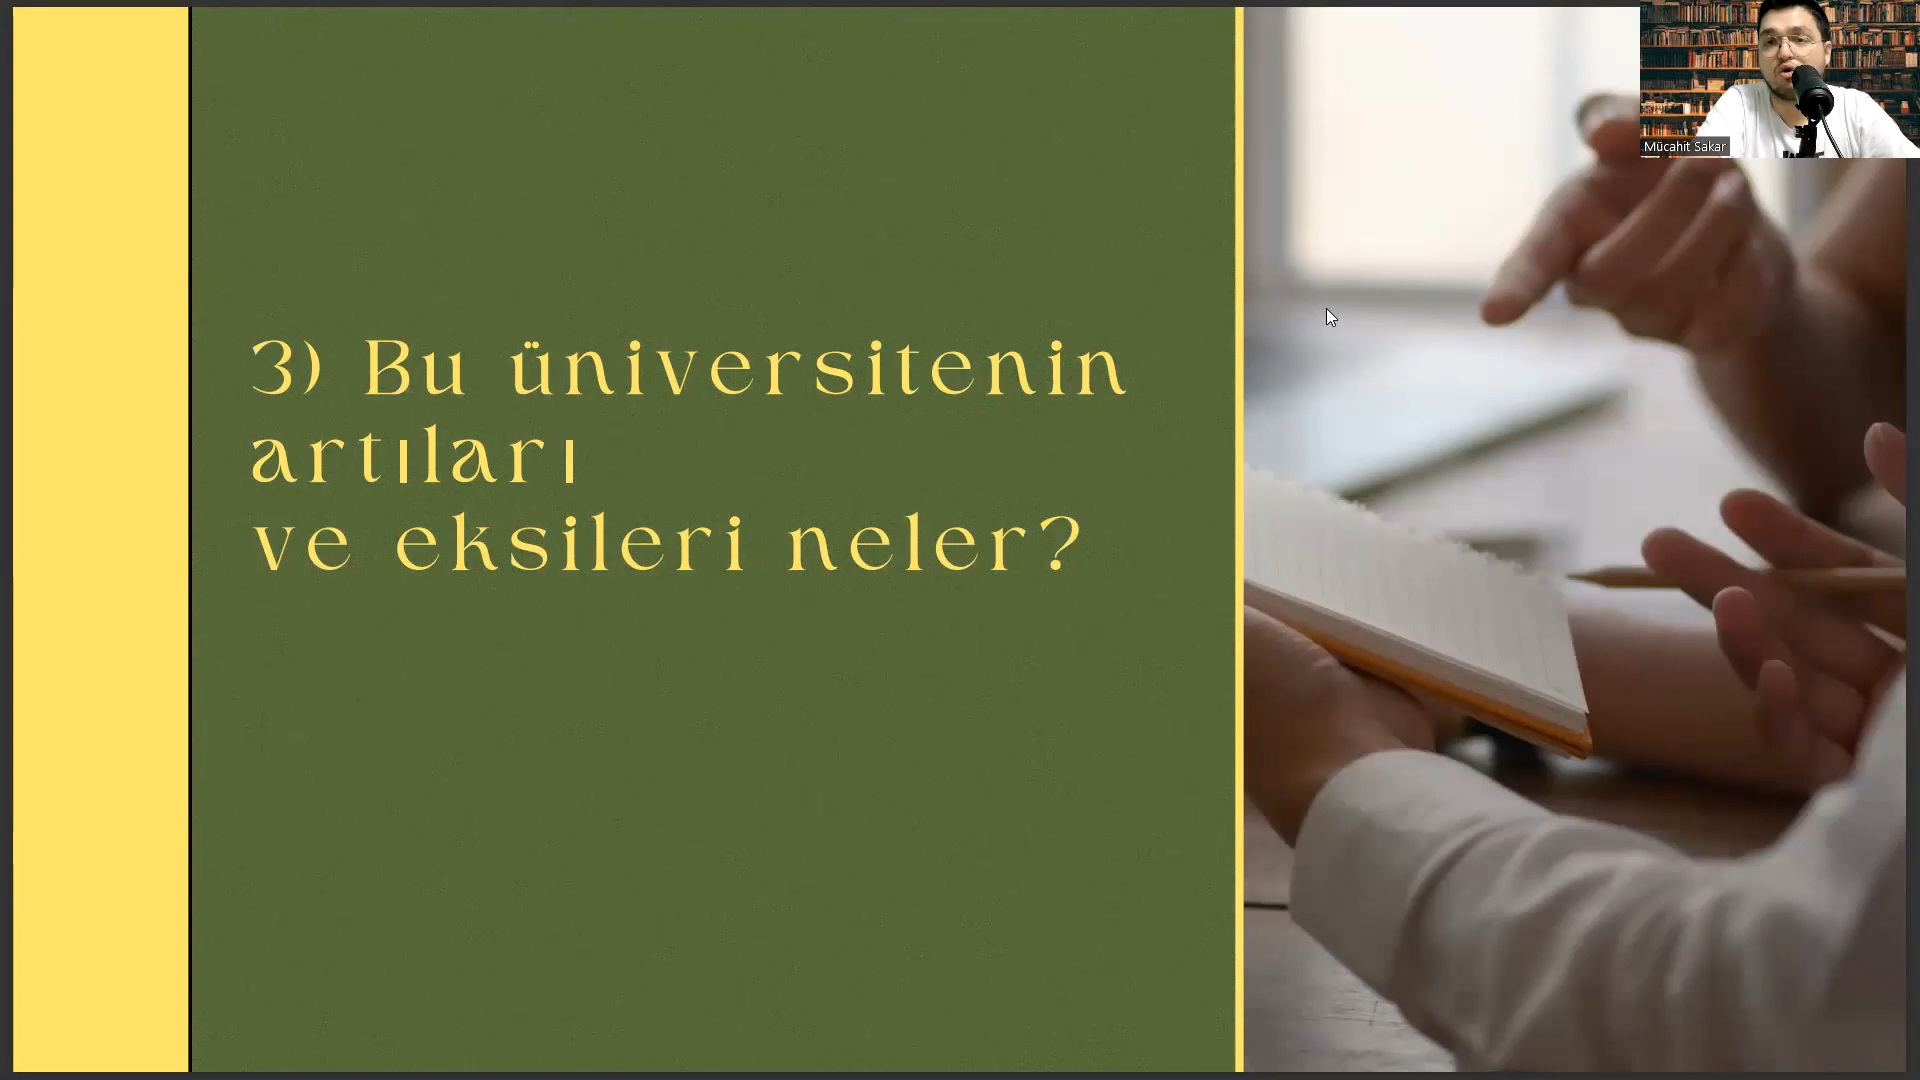 3) Bu üniversitenin
artıları
ve eksileri neler?
Mücahit Sakar